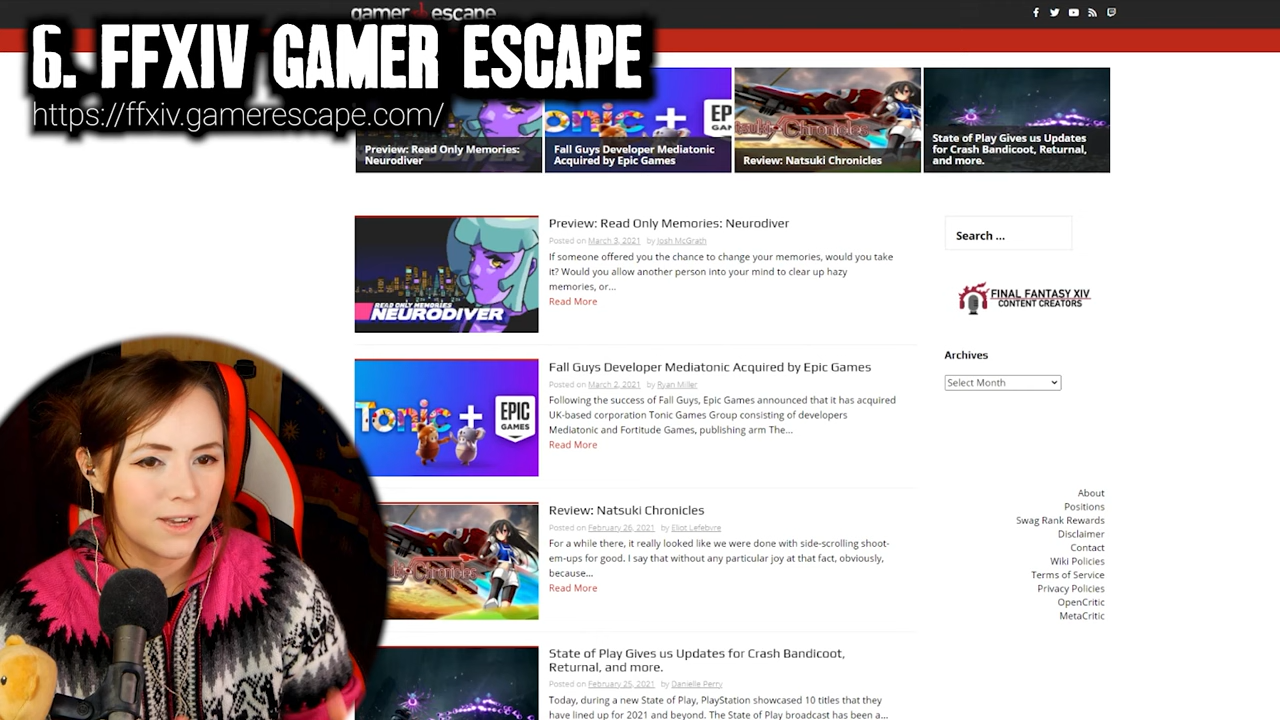 gamer escape
6. FFXIV GAMER ESCAPE
https://ffxiv.gamerescape.com/
Preview: Read Only Memories:
Neurodiver
Fall Guys Developer Mediatonic
Acquired by Epic Games
Review: Natsuki Chronicles
State of Play Gives us Updates
for Crash Bandicoot, Returnal,
and more.
Preview: Read Only Memories: Neurodiver
Posted on March 3, 2021 by Josh McGrath
If someone offered you the chance to change your memories, would you take
it? Would you allow another person into your mind to clear up hazy
memories, or...
Read More
READ ONLY MEMORIES
NEURODIVER
Fall Guys Developer Mediatonic Acquired by Epic Games
Posted on March 2, 2021 by Ryan Miller
Following the success of Fall Guys, Epic Games announced that it has acquired
UK-based corporation Tonic Games Group consisting of developers
Mediatonic and Fortitude Games, publishing arm The...
Read More
Tonic + EPIC
GAMES
Review: Natsuki Chronicles
Posted on February 26, 2021 by Eliot Lefebvre
For a while there, it really looked like we were done with side-scrolling shoot-
em-ups for good. I say that without any particular joy at that fact, obviously,
because...
Read More
State of Play Gives us Updates for Crash Bandicoot,
Returnal, and more.
Posted on February 25, 2021 by Danielle Perry
Today, during a new State of Play, PlayStation showcased 10 titles that they
have lined up for 2021 and beyond. The State of Play broadcast has been a...
Search ...
FINAL FANTASY XIV
CONTENT CREATORS
Archives
Select Month
About
Positions
Swag Rank Rewards
Disclaimer
Contact
Wiki Policies
Terms of Service
Privacy Policies
OpenCritic
MetaCritic